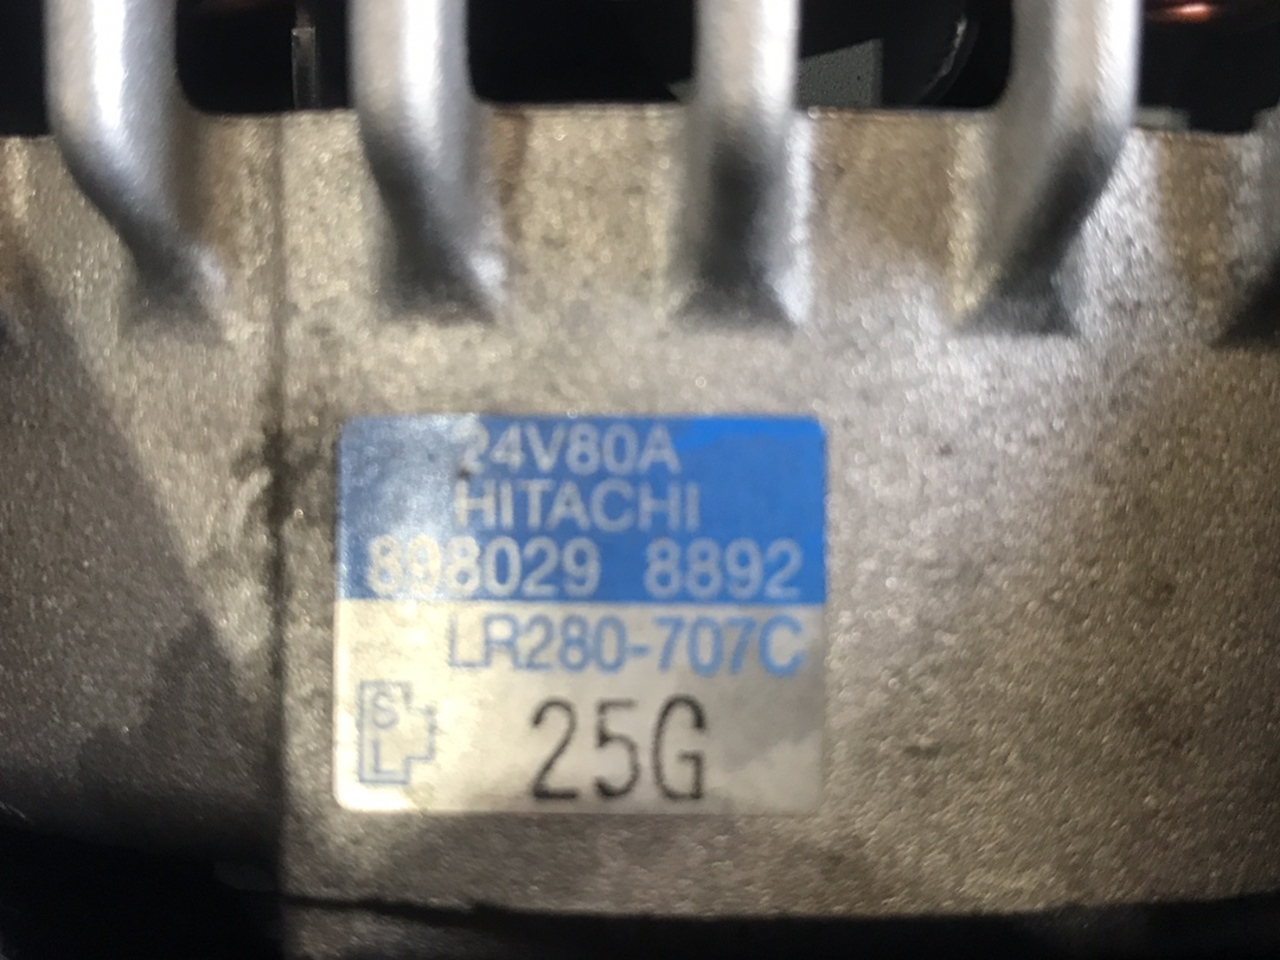 24V80A
HITACHI
898029 8892
LR280-707C
S
L
25G